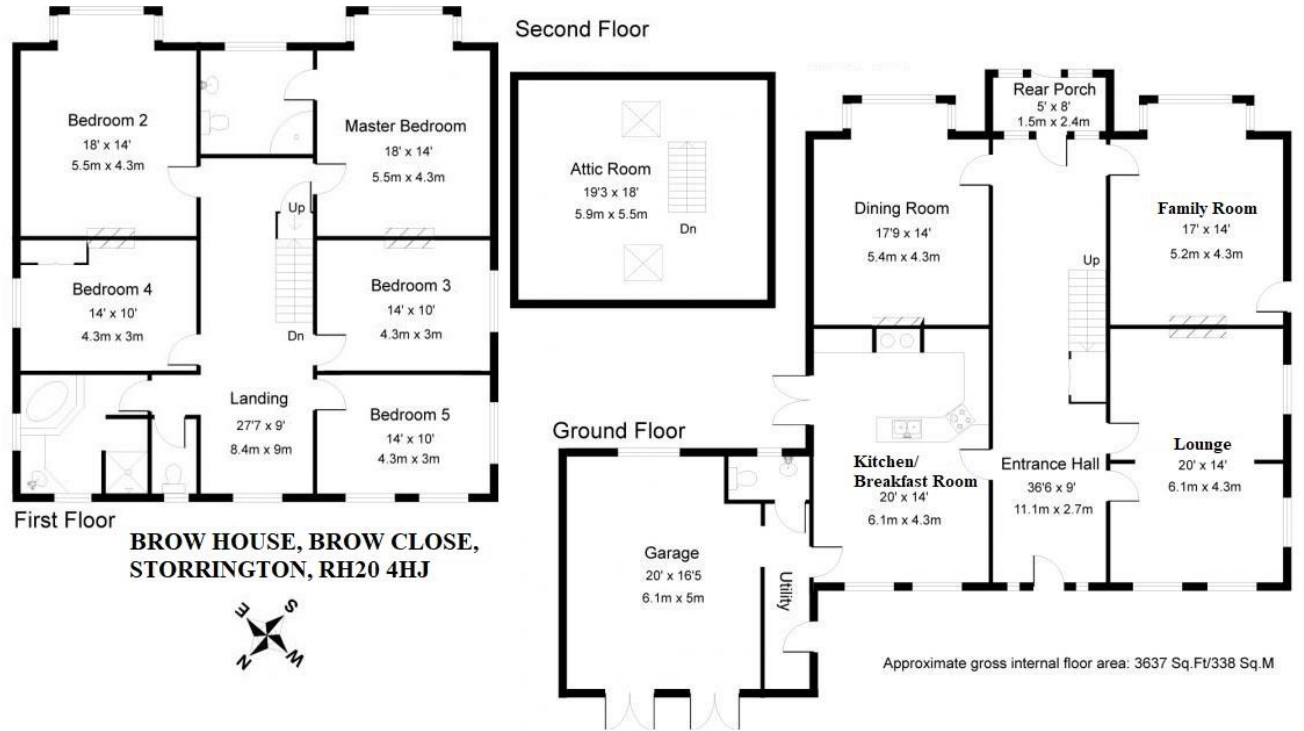 Bedroom 2
18' x 14'
5.5m x 4.3m
Master Bedroom
18' x 14'
5.5m x 4.3m
Up
Bedroom 4
14' x 10'
4.3m x 3m
Bedroom 3
14' x 10'
4.3m x 3m
Dn
Landing
27'7 x 9'
8.4m x 9m
Bedroom 5
14' x 10'
4.3m x 3m
First Floor
BROW HOUSE, BROW CLOSE,
STORRINGTON, RH20 4HJ
S
E
W
N
Second Floor
Attic Room
19'3 x 18'
5.9m x 5.5m
Dn
Ground Floor
Rear Porch
5' x 8'
1.5m x 2.4m
Dining Room
17'9 x 14'
5.4m x 4.3m
Family Room
17' x 14'
5.2m x 4.3m
Up
Kitchen/
Breakfast Room
20' x 14'
6.1m x 4.3m
Entrance Hall
36'6 x 9'
11.1m x 2.7m
Lounge
20' x 14'
6.1m x 4.3m
Garage
20' x 16'5
6.1m x 5m
Utility
Approximate gross internal floor area: 3637 Sq.Ft/338 Sq.M